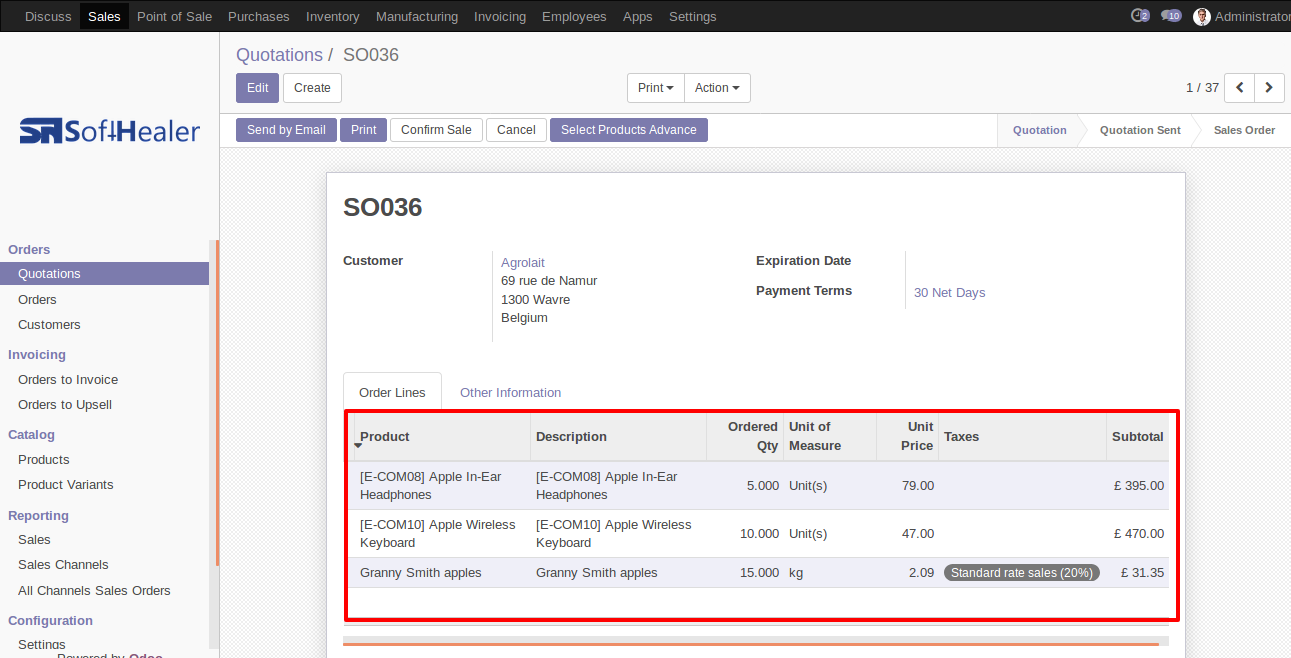 Discuss Sales Point of Sale Purchases Inventory Manufacturing Invoicing Employees Apps Settings 2 10 Administrator
Quotations / SO036
Edit Create Print Action 1 / 37
SoftHealer
Send by Email Print Confirm Sale Cancel Select Products Advance Quotation Quotation Sent Sales Order
SO036
Orders
Quotations
Orders
Customers
Invoicing
Orders to Invoice
Orders to Upsell
Catalog
Products
Product Variants
Reporting
Sales
Sales Channels
All Channels Sales Orders
Configuration
Settings
Powered by Odoo
Customer
Agrolait
69 rue de Namur
1300 Wavre
Belgium
Expiration Date
Payment Terms 30 Net Days
Order Lines Other Information
Product Description Ordered Qty Unit of Measure Unit Price Taxes Subtotal
[E-COM08] Apple In-Ear Headphones [E-COM08] Apple In-Ear Headphones 5.000 Unit(s) 79.00 £ 395.00
[E-COM10] Apple Wireless Keyboard [E-COM10] Apple Wireless Keyboard 10.000 Unit(s) 47.00 £ 470.00
Granny Smith apples Granny Smith apples 15.000 kg 2.09 Standard rate sales (20%) £ 31.35